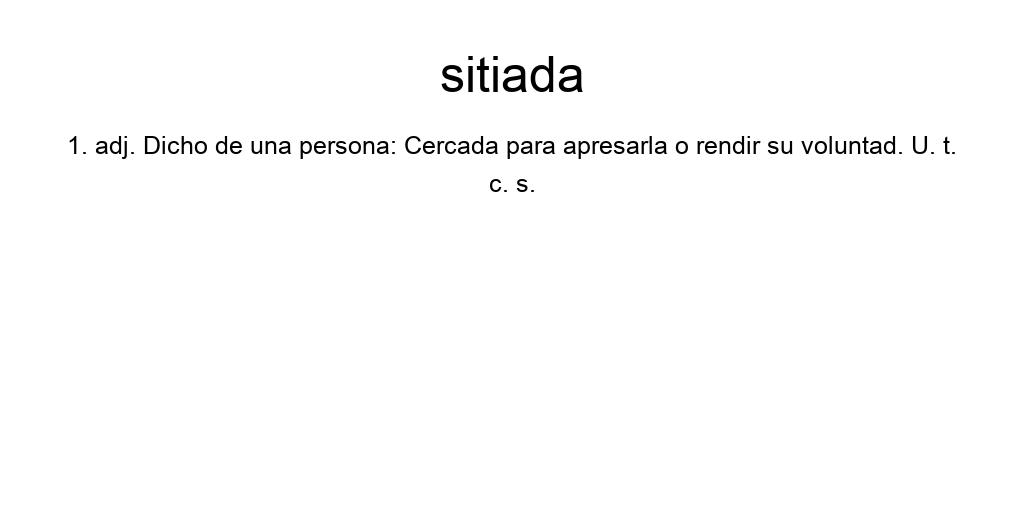 sitiada
1. adj. Dicho de una persona: Cercada para apresarla o rendir su voluntad. U. t.
c. s.